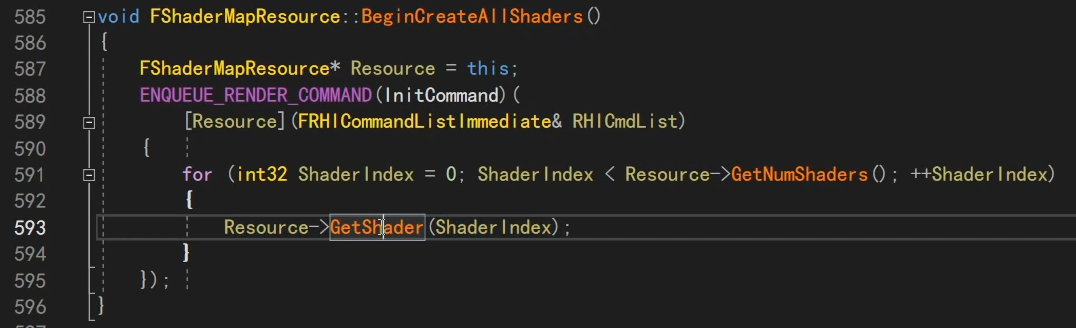 585 void FShaderMapResource::BeginCreateAllShaders()
586 {
587 FShaderMapResource* Resource = this;
588 ENQUEUE_RENDER_COMMAND(InitCommand)(
589 [Resource](FRHICommandListImmediate& RHICmdList)
590 {
591 for (int32 ShaderIndex = 0; ShaderIndex < Resource->GetNumShaders(); ++ShaderIndex)
592 {
593 Resource->GetShader(ShaderIndex);
594 }
595 });
596 }